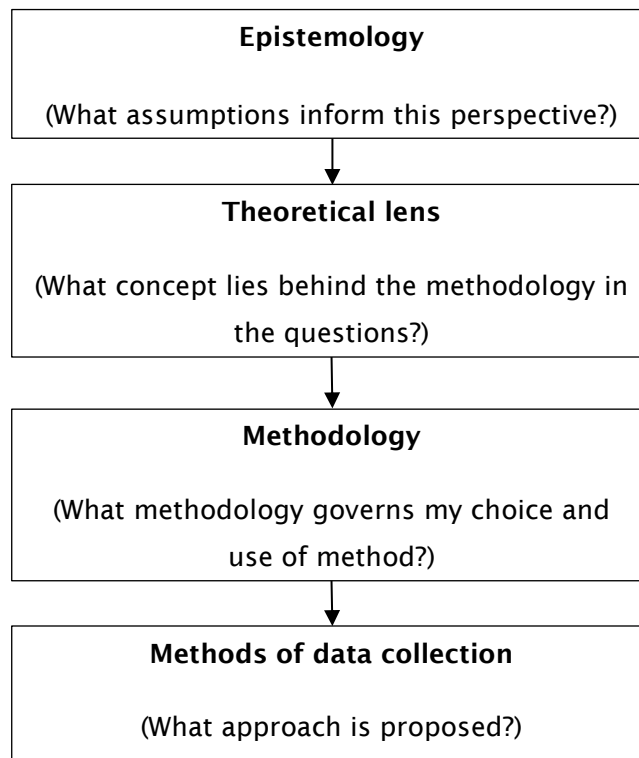 Epistemology
(What assumptions inform this perspective?)
Theoretical lens
(What concept lies behind the methodology in
the questions?)
Methodology
(What methodology governs my choice and
use of method?)
Methods of data collection
(What approach is proposed?)